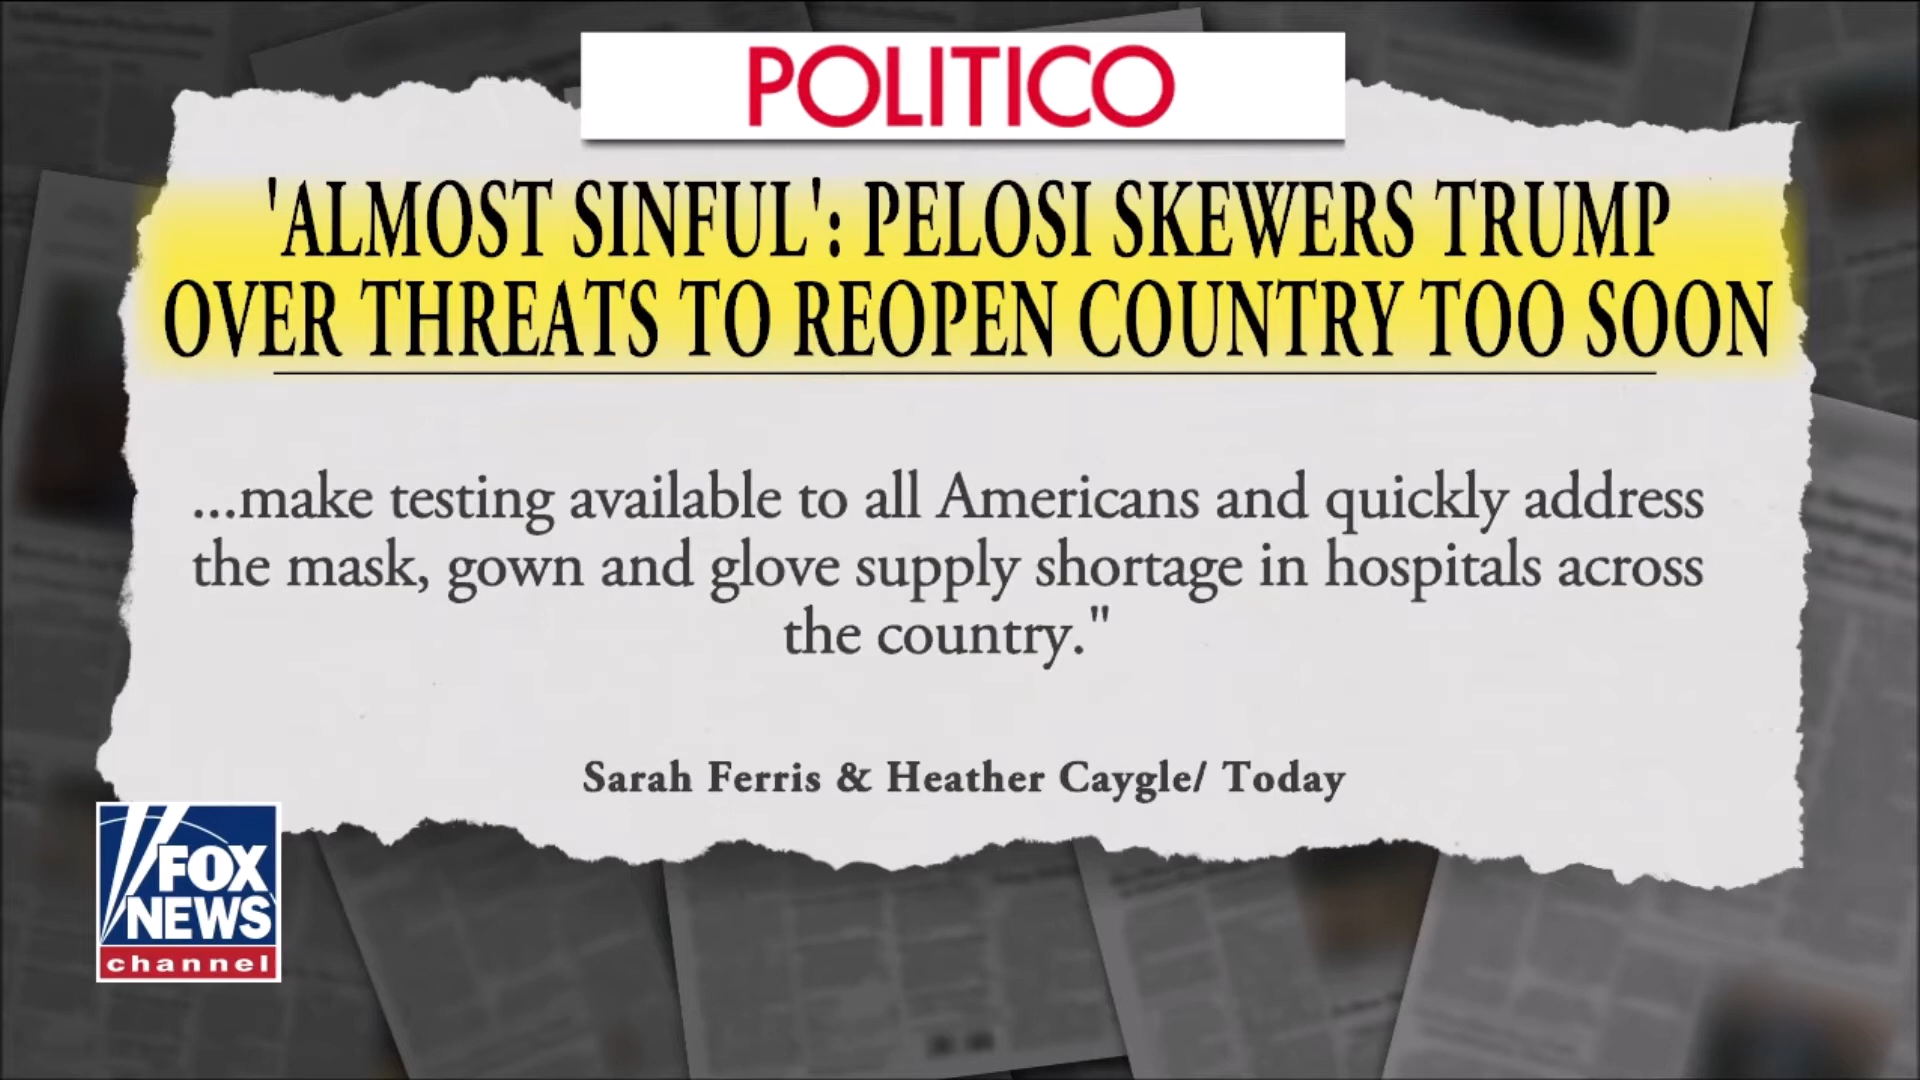 POLITICO
'ALMOST SINFUL': PELOSI SKEWERS TRUMP
OVER THREATS TO REOPEN COUNTRY TOO SOON
...make testing available to all Americans and quickly address
the mask, gown and glove supply shortage in hospitals across
the country."
Sarah Ferris & Heather Caygle/ Today
FOX
NEWS
channel